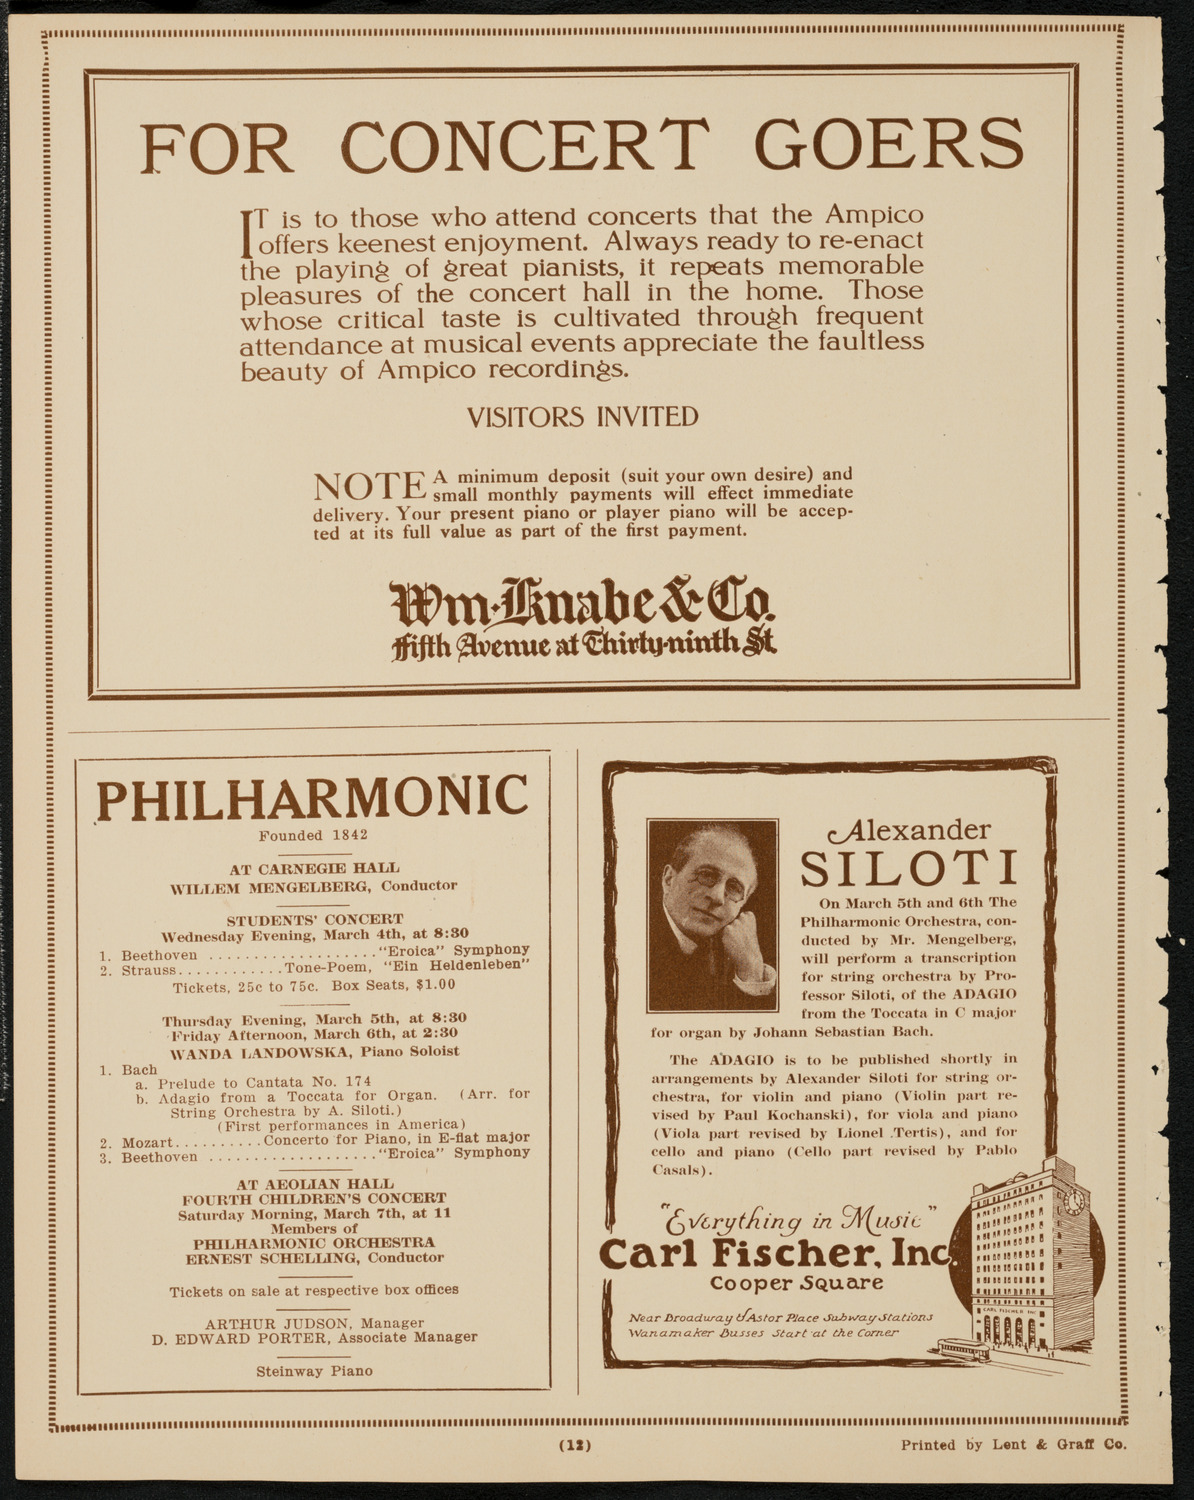 FOR CONCERT GOERS
IT is to those who attend concerts that the Ampico
offers keenest enjoyment. Always ready to re-enact
the playing of great pianists, it repeats memorable
pleasures of the concert hall in the home. Those
whose critical taste is cultivated through frequent
attendance at musical events appreciate the faultless
beauty of Ampico recordings.
VISITORS INVITED
NOTE A minimum deposit (suit your own desire) and
small monthly payments will effect immediate
delivery. Your present piano or player piano will be accep-
ted at its full value as part of the first payment.
Wm. Knabe & Co.
Fifth Avenue at Thirty-ninth St.
PHILHARMONIC
Founded 1842
AT CARNEGIE HALL
WILLEM MENGELBERG, Conductor
STUDENTS' CONCERT
Wednesday Evening, March 4th, at 8:30
1. Beethoven ...................."Eroica" Symphony
2. Strauss............Tone-Poem, "Ein Heldenleben"
Tickets, 25c to 75c. Box Seats, $1.00
Thursday Evening, March 5th, at 8:30
Friday Afternoon, March 6th, at 2:30
WANDA LANDOWSKA, Piano Soloist
1. Bach
a. Prelude to Cantata No. 174
b. Adagio from a Toccata for Organ. (Arr. for
String Orchestra by A. Siloti.)
(First performances in America)
2. Mozart..........Concerto for Piano, in E-flat major
3. Beethoven ...................."Eroica" Symphony
AT AEOLIAN HALL
FOURTH CHILDREN'S CONCERT
Saturday Morning, March 7th, at 11
Members of
PHILHARMONIC ORCHESTRA
ERNEST SCHELLING, Conductor
Tickets on sale at respective box offices
ARTHUR JUDSON, Manager
D. EDWARD PORTER, Associate Manager
Steinway Piano
Alexander
SILOTI
On March 5th and 6th The
Philharmonic Orchestra, con-
ducted by Mr. Mengelberg,
will perform a transcription
for string orchestra by Pro-
fessor Siloti, of the ADAGIO
from the Toccata in C major
for organ by Johann Sebastian Bach.
The ADAGIO is to be published shortly in
arrangements by Alexander Siloti for string or-
chestra, for violin and piano (Violin part re-
vised by Paul Kochanski), for viola and piano
(Viola part revised by Lionel Tertis), and for
cello and piano (Cello part revised by Pablo
Casals).
"Everything in Music"
Carl Fischer, Inc.
Cooper Square
CARL FISCHER INC
Near Broadway & Astor Place Subway Stations
Wanamaker Busses Start at the Corner
(12)
Printed by Lent & Graff Co.